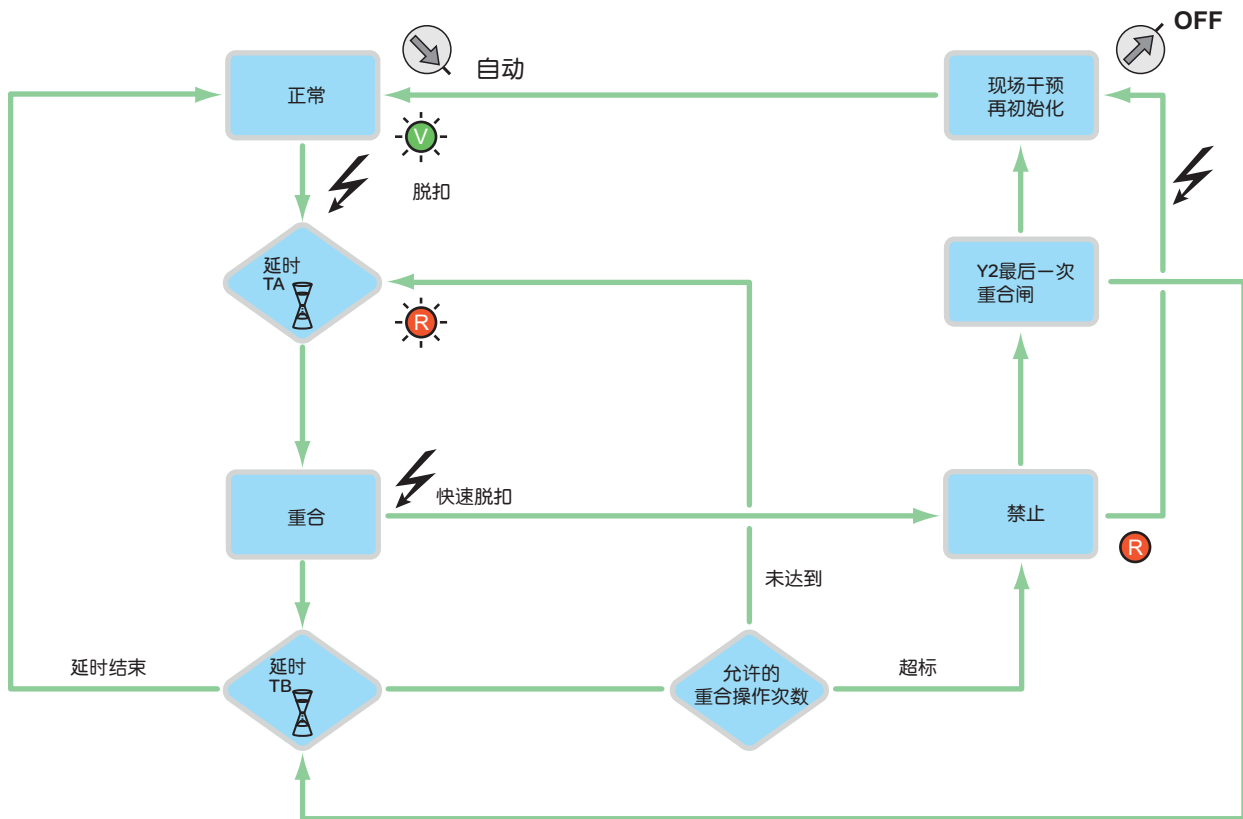 OFF
自动
正常
现场干预
再初始化
V
脱扣
延时
TA
R
Y2最后一次
重合闸
快速脱扣
重合
禁止
R
未达到
延时结束
延时
TB
允许的
重合操作次数
超标